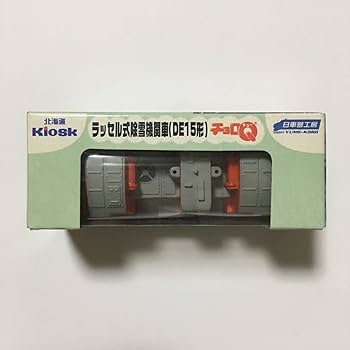 北海道
Kiosk
ラッセル式除雪機関車(DE15形)
チョロQ
日車夢工房